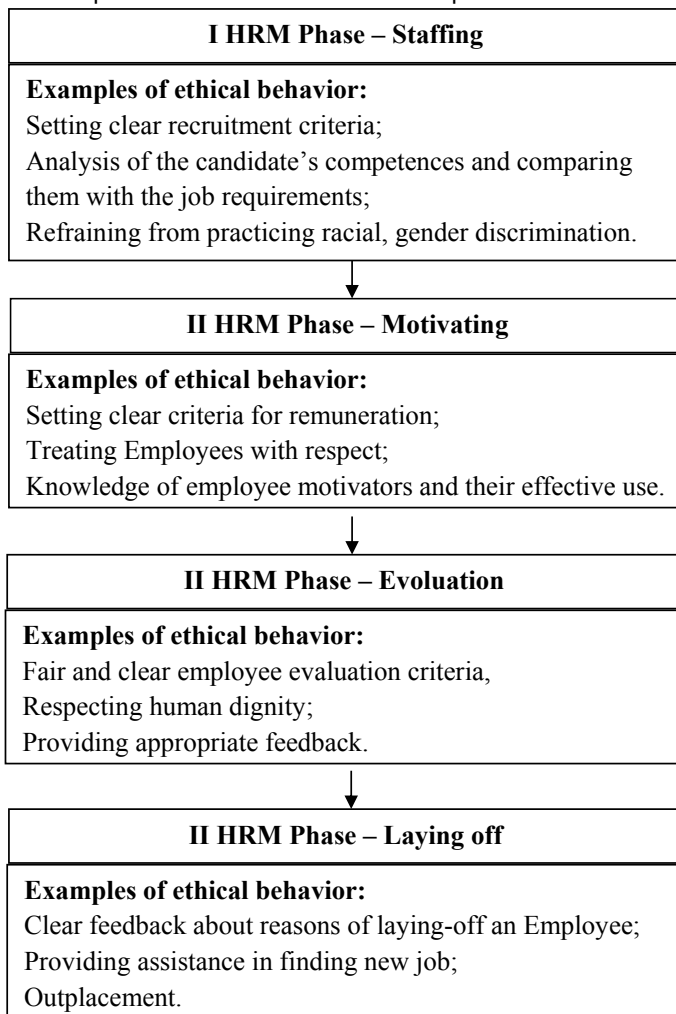 I HRM Phase – Staffing
Examples of ethical behavior:
Setting clear recruitment criteria;
Analysis of the candidate's competences and comparing
them with the job requirements;
Refraining from practicing racial, gender discrimination.
II HRM Phase – Motivating
Examples of ethical behavior:
Setting clear criteria for remuneration;
Treating Employees with respect;
Knowledge of employee motivators and their effective use.
II HRM Phase – Evoluation
Examples of ethical behavior:
Fair and clear employee evaluation criteria,
Respecting human dignity;
Providing appropriate feedback.
II HRM Phase – Laying off
Examples of ethical behavior:
Clear feedback about reasons of laying-off an Employee;
Providing assistance in finding new job;
Outplacement.